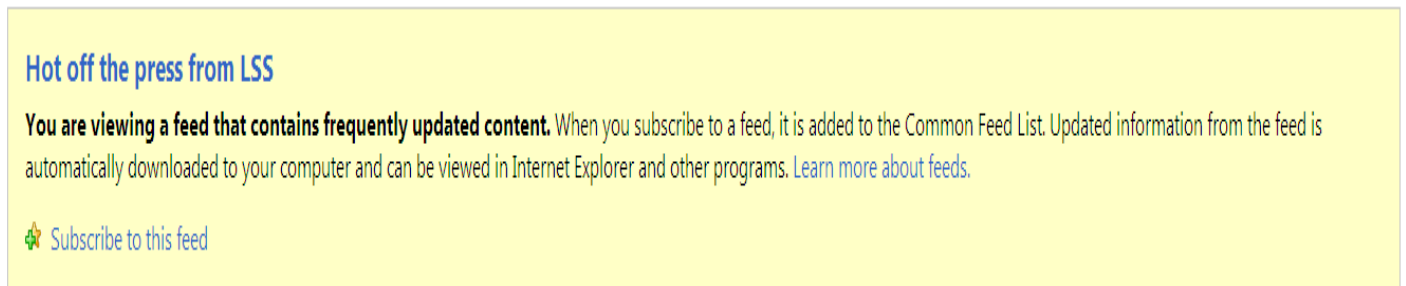 Hot off the press from LSS
You are viewing a feed that contains frequently updated content. When you subscribe to a feed, it is added to the Common Feed List. Updated information from the feed is
automatically downloaded to your computer and can be viewed in Internet Explorer and other programs. Learn more about feeds.
Subscribe to this feed